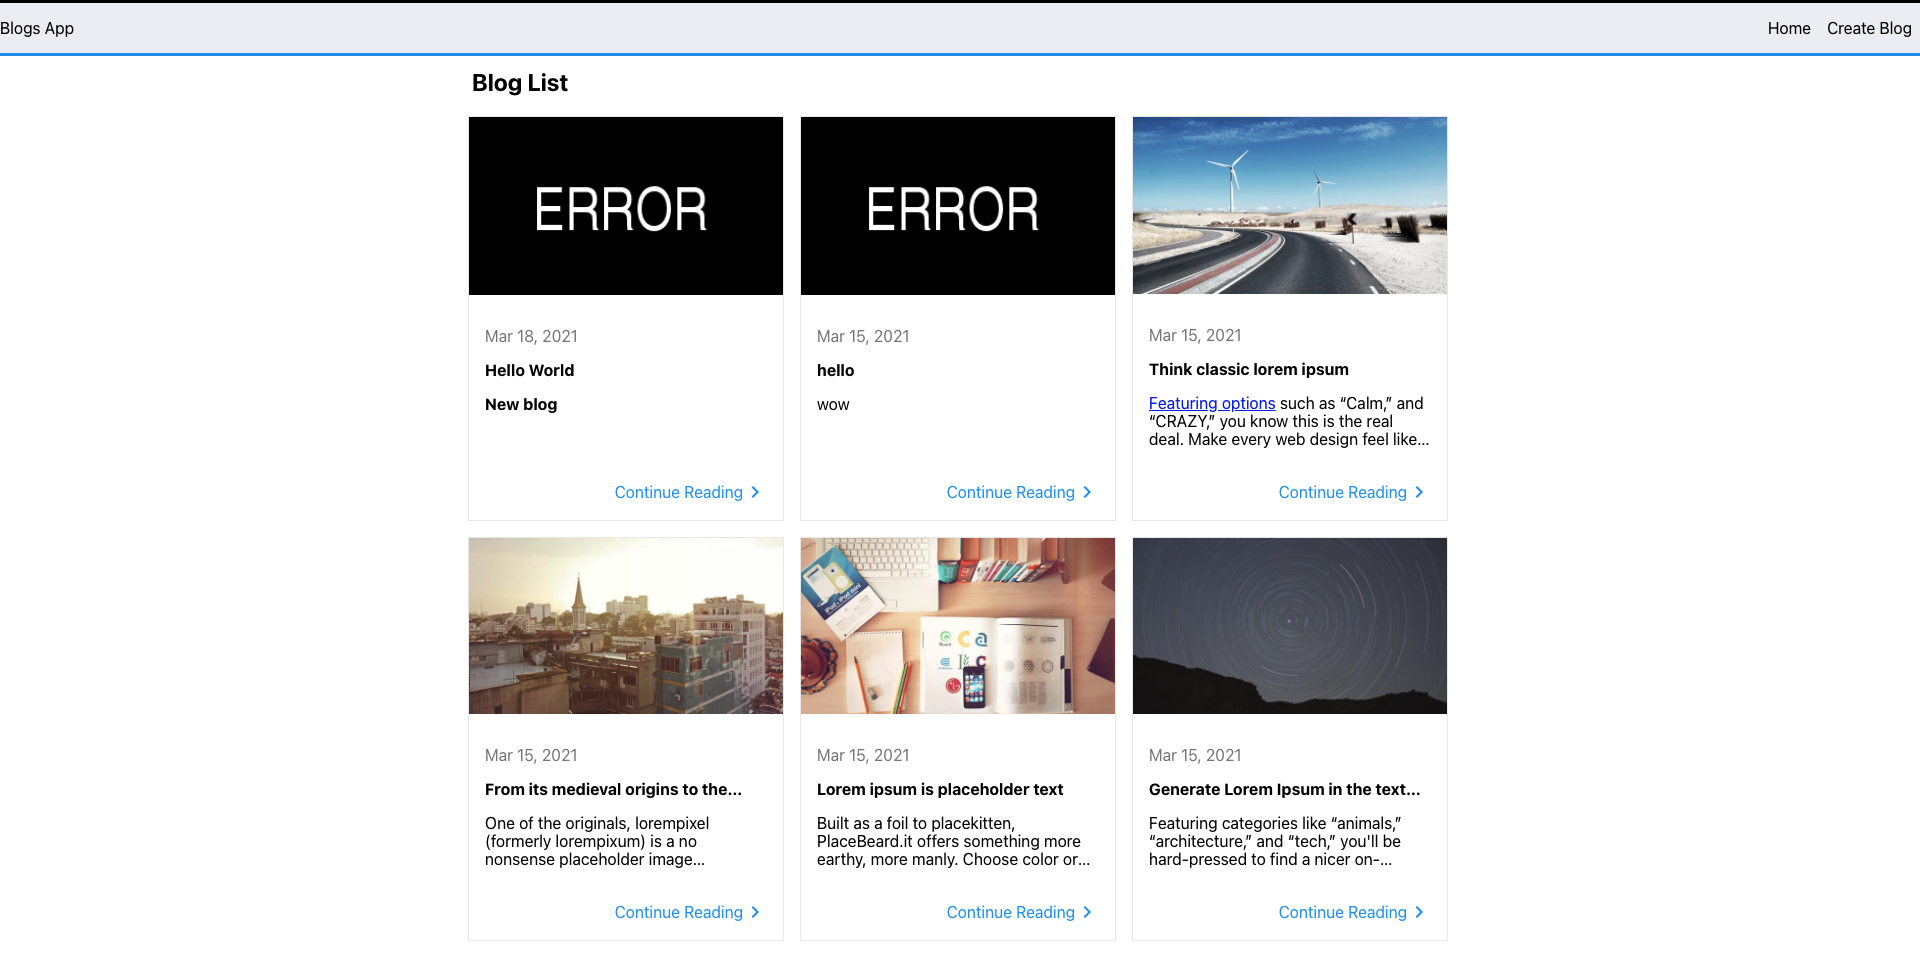 Blogs App
Home Create Blog
Blog List
ERROR
Mar 18, 2021
Hello World
New blog
Continue Reading
ERROR
Mar 15, 2021
hello
wow
Continue Reading
Mar 15, 2021
Think classic lorem ipsum
Featuring options such as “Calm,” and
“CRAZY,” you know this is the real
deal. Make every web design feel like...
Continue Reading
Mar 15, 2021
From its medieval origins to the...
One of the originals, lorempixel
(formerly lorempixum) is a no
nonsense placeholder image...
Continue Reading
Mar 15, 2021
Lorem ipsum is placeholder text
Built as a foil to placekitten,
PlaceBeard.it offers something more
earthy, more manly. Choose color or...
Continue Reading
Mar 15, 2021
Generate Lorem Ipsum in the text...
Featuring categories like “animals,”
“architecture,” and “tech,” you'll be
hard-pressed to find a nicer on-...
Continue Reading